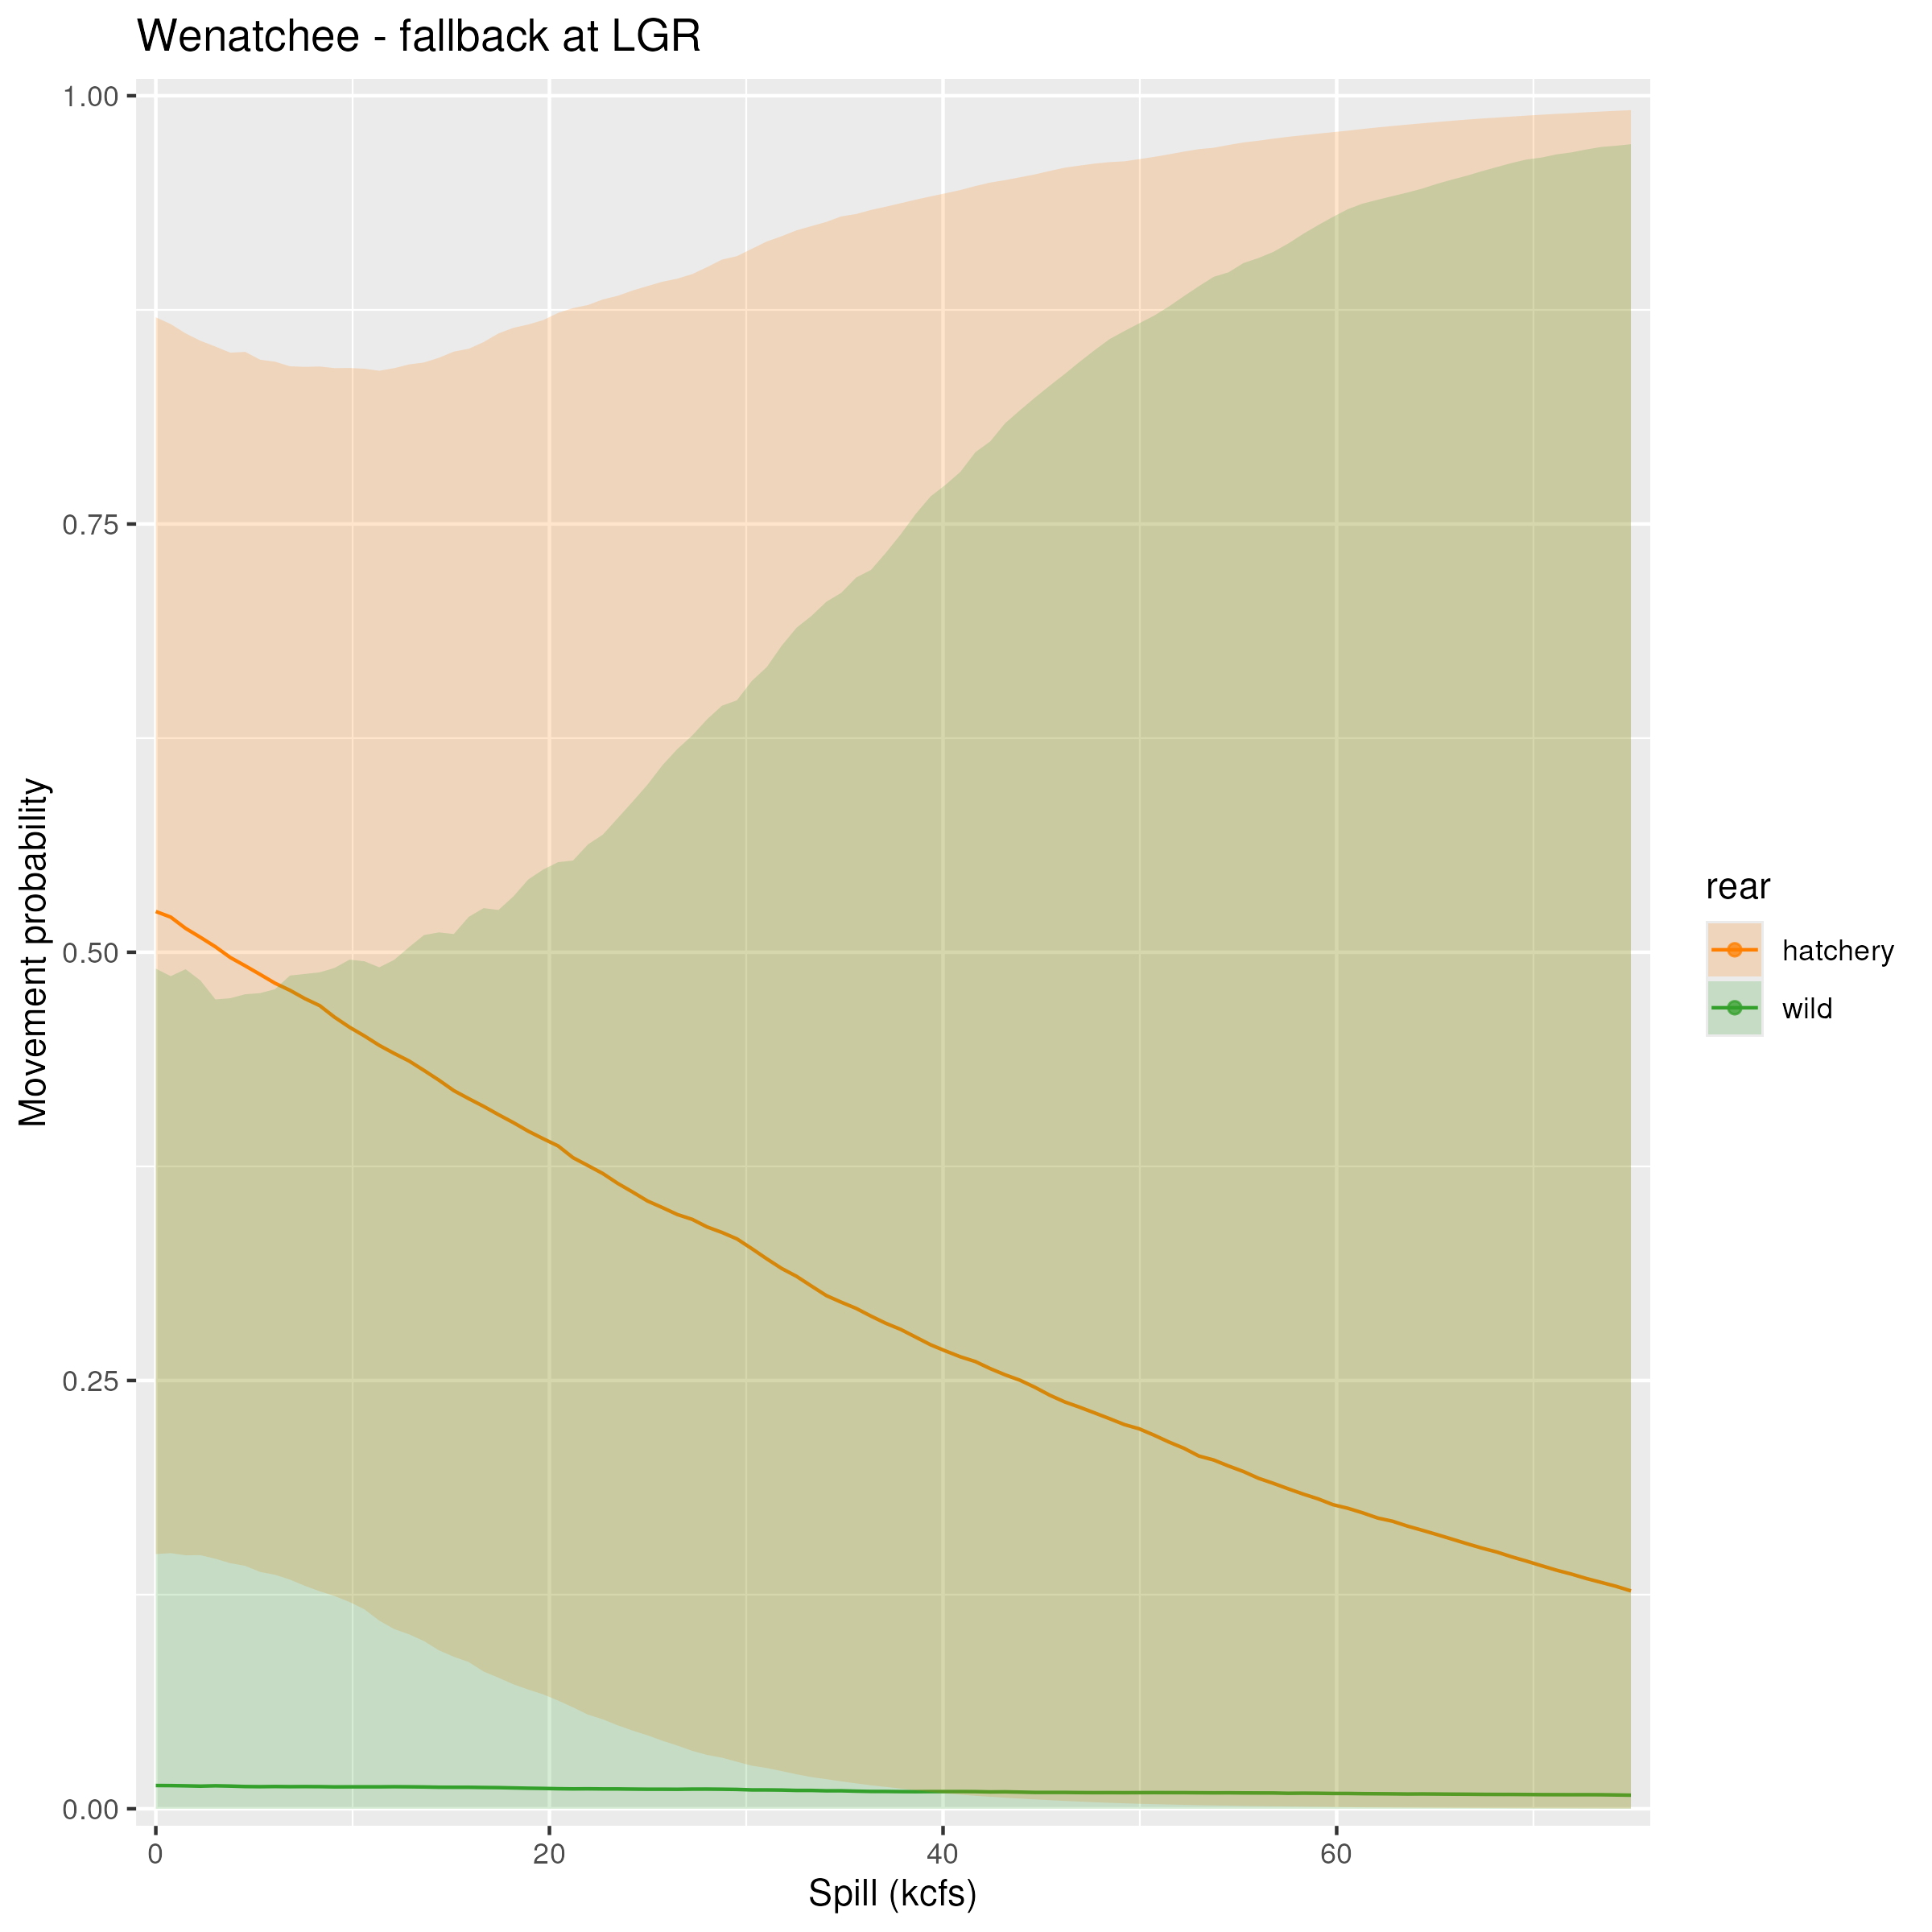 Wenatchee - fallback at LGR
1.00
0.75
0.50
0.25
0.00
Movement probability
0
20
40
60
Spill (kcfs)
rear
hatchery
wild